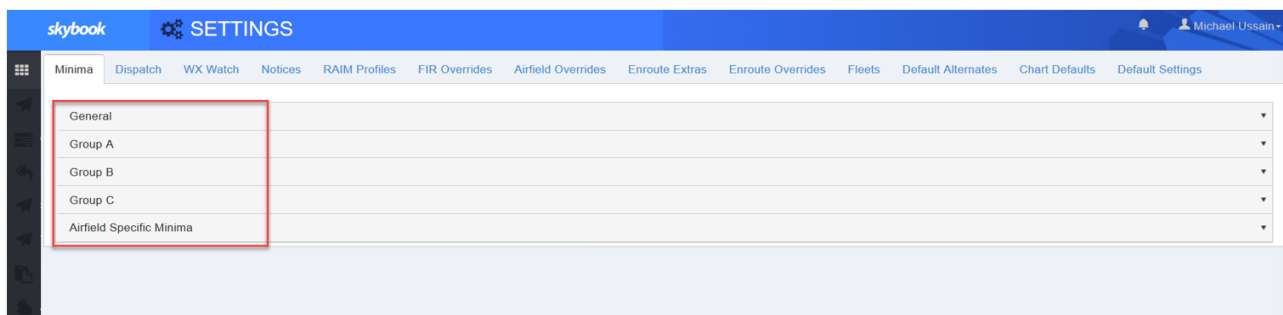 skybook SETTINGS Michael Ussain
Minima Dispatch WX Watch Notices RAIM Profiles FIR Overrides Airfield Overrides Enroute Extras Enroute Overrides Fleets Default Alternates Chart Defaults Default Settings
General
Group A
Group B
Group C
Airfield Specific Minima